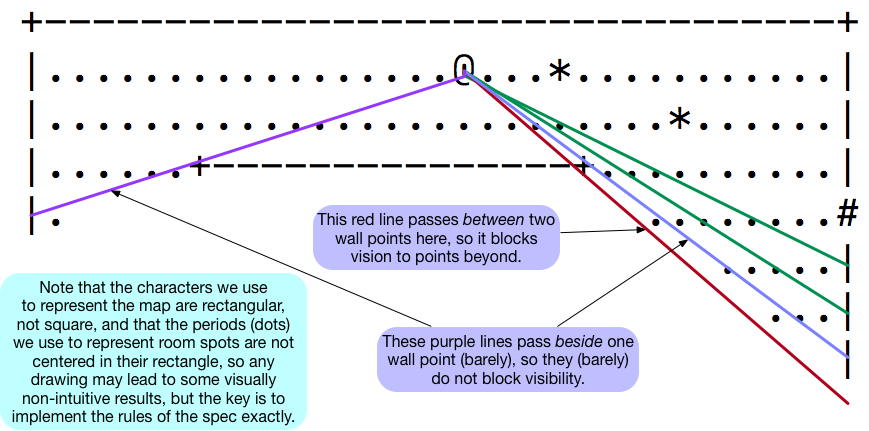 +---------------------------------+
|.................@...*...........|
|..........................*......|
|......+---------------+..........|
|.                        ........#
                             .....|
                               ...|
                                  |
This red line passes between two
wall points here, so it blocks
vision to points beyond.
Note that the characters we use
to represent the map are rectangular,
not square, and that the periods (dots)
we use to represent room spots are not
centered in their rectangle, so any
drawing may lead to some visually
non-intuitive results, but the key is to
implement the rules of the spec exactly.
These purple lines pass beside one
wall point (barely), so they (barely)
do not block visibility.